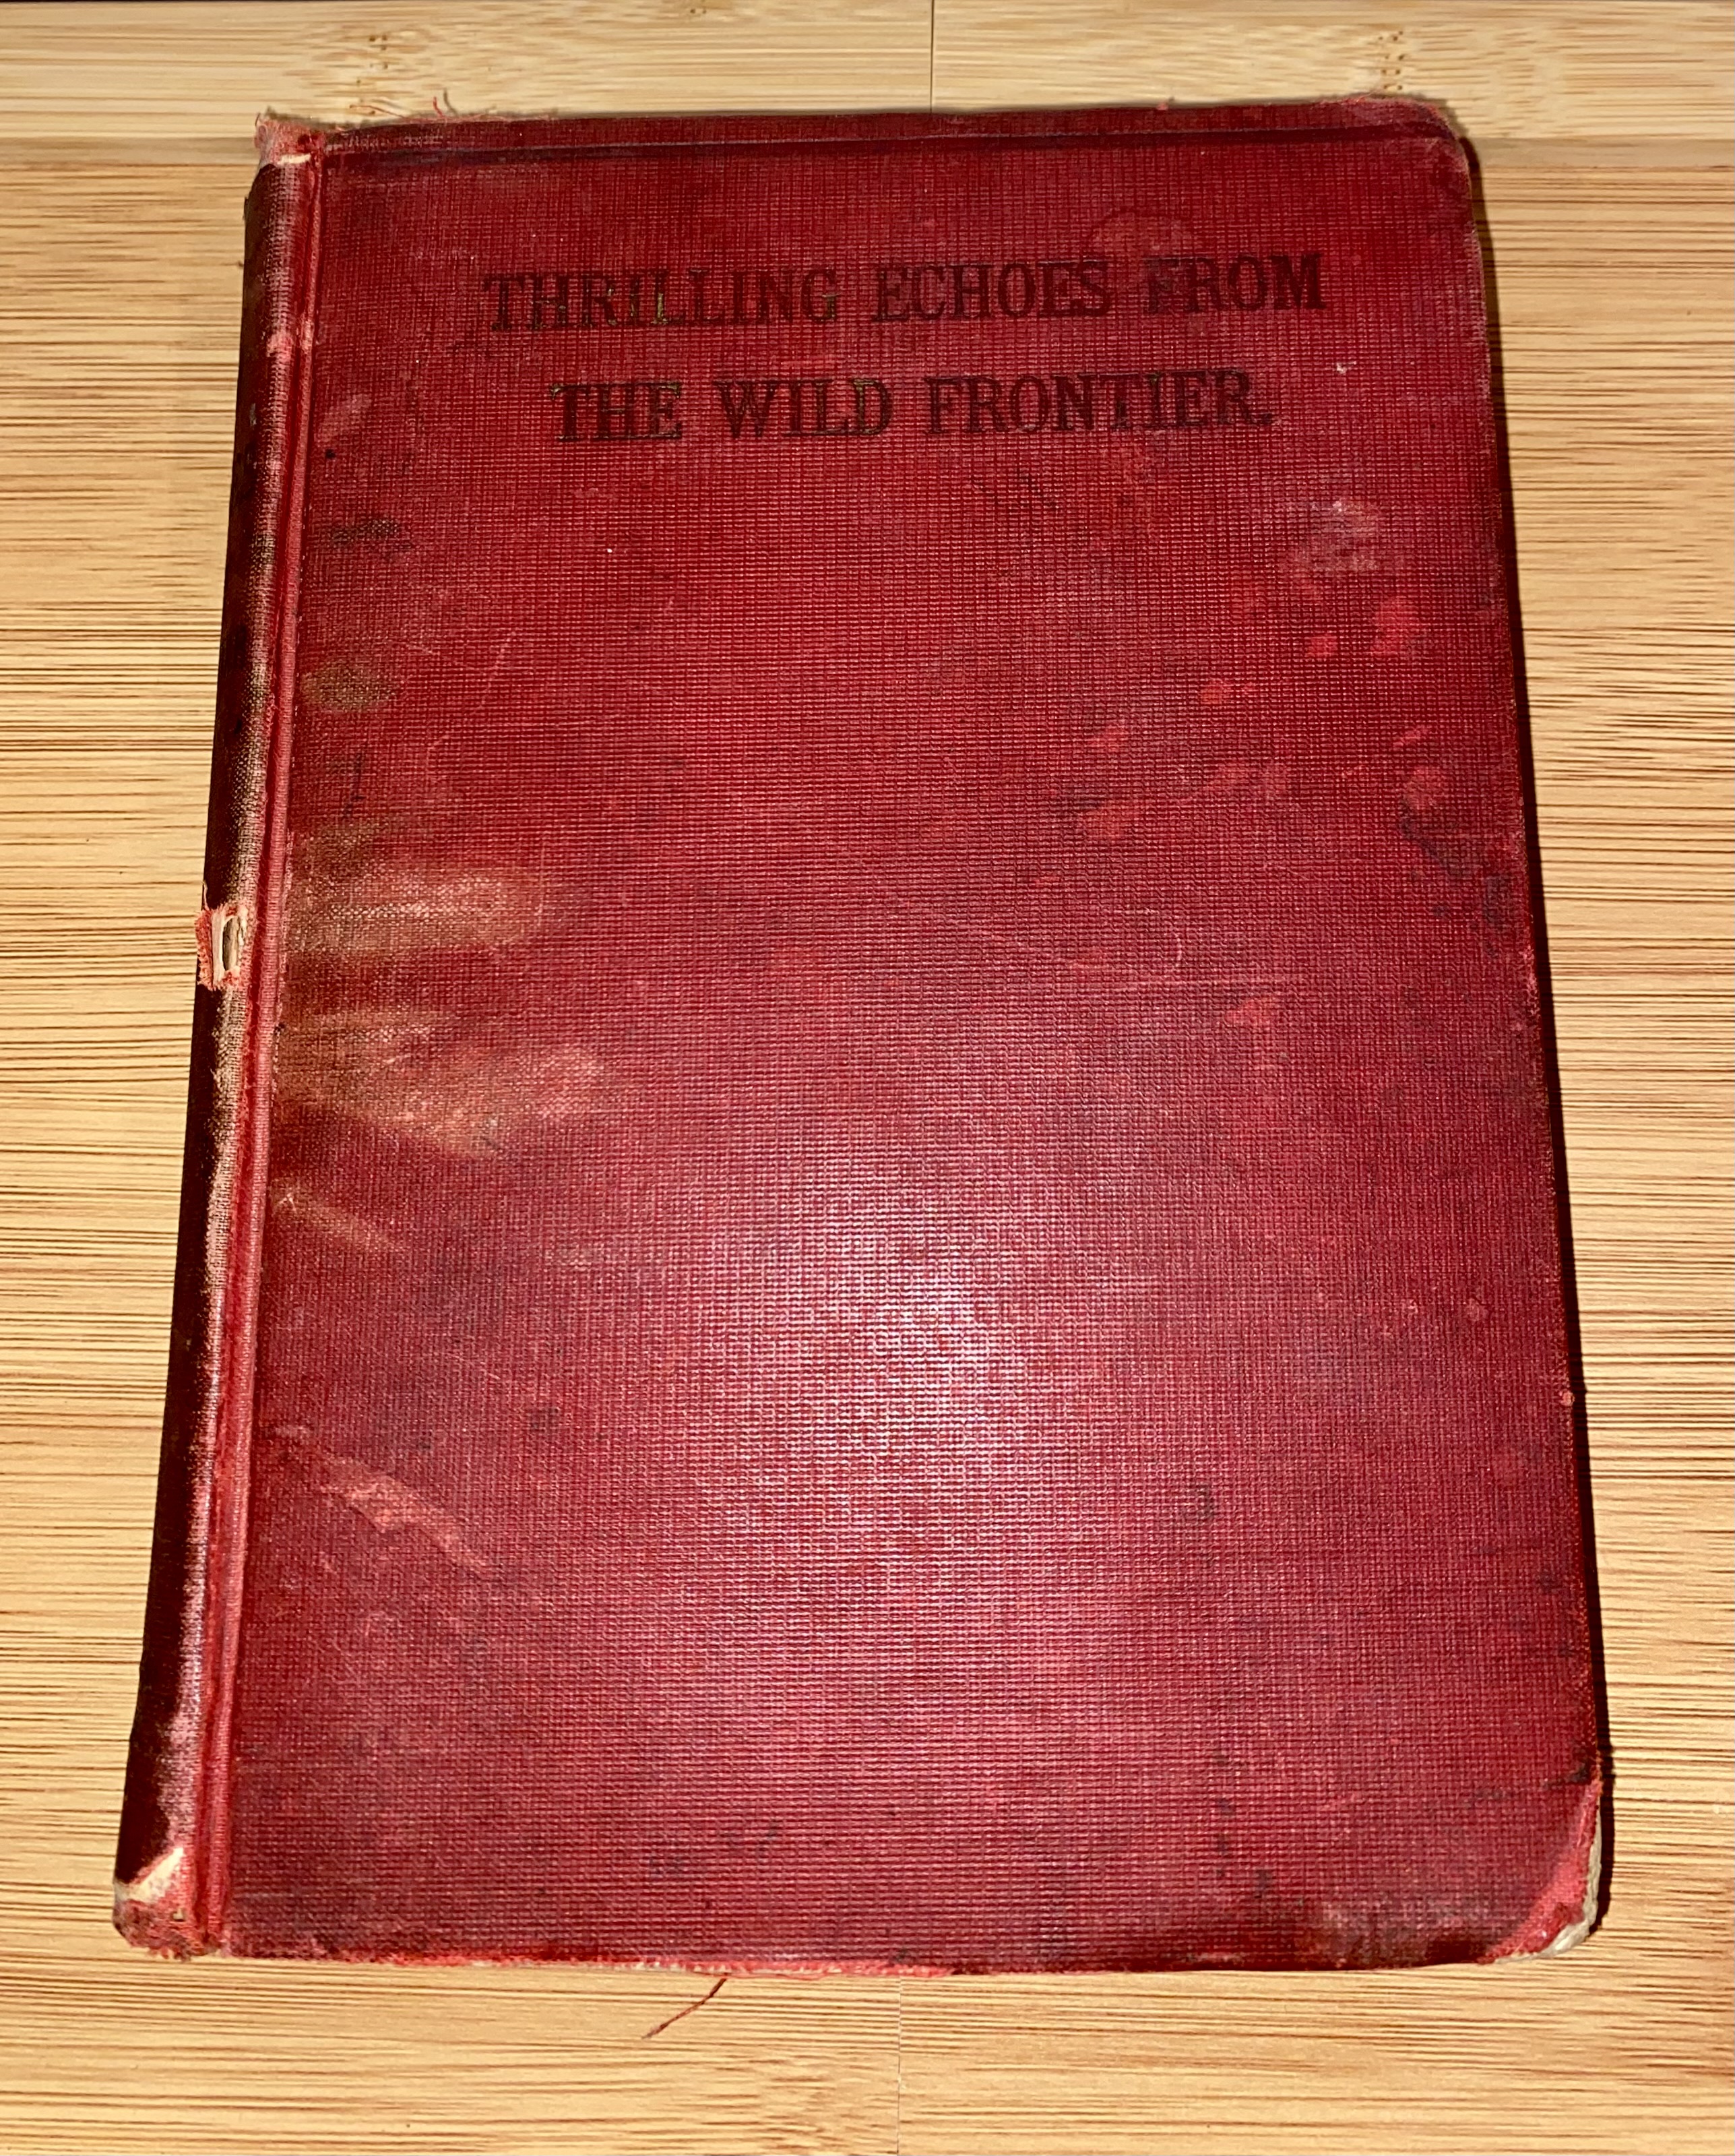 THRILLING ECHOES FROM
THE WILD FRONTIER.